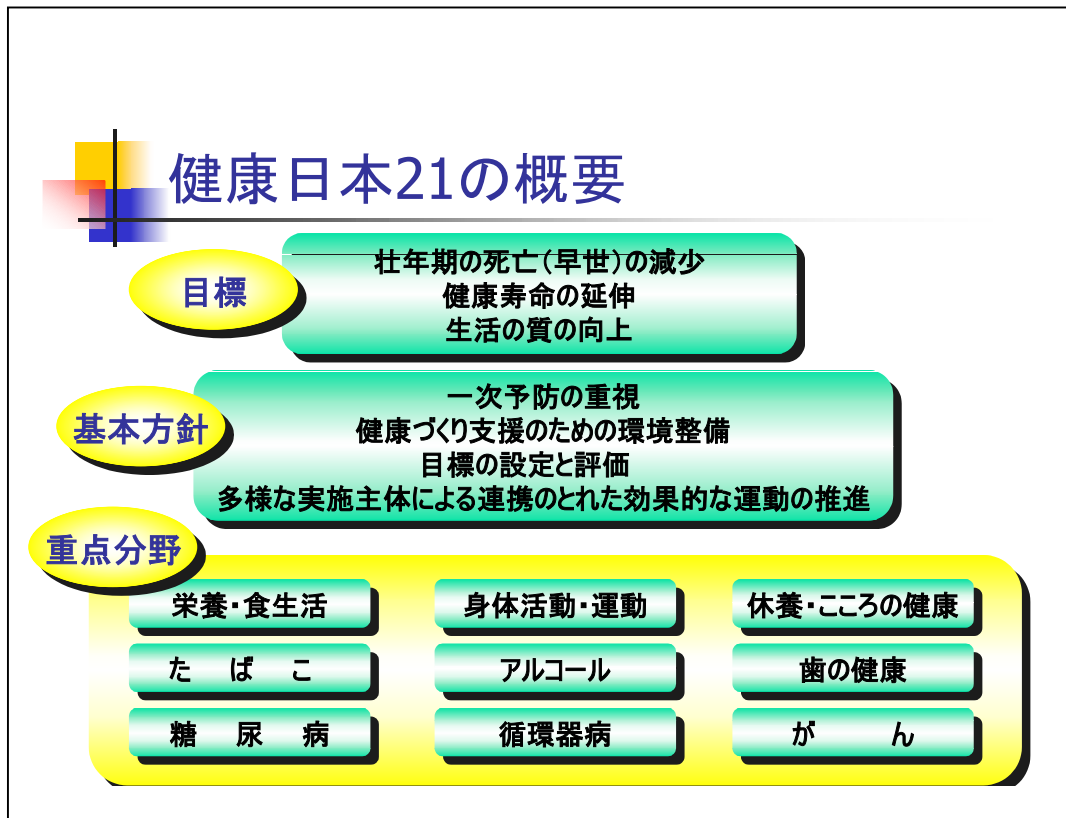 健康日本21の概要
目標
壮年期の死亡（早世）の減少
健康寿命の延伸
生活の質の向上
基本方針
一次予防の重視
健康づくり支援のための環境整備
目標の設定と評価
多様な実施主体による連携のとれた効果的な運動の推進
重点分野
栄養・食生活
身体活動・運動
休養・こころの健康
たばこ
アルコール
歯の健康
糖尿病
循環器病
がん